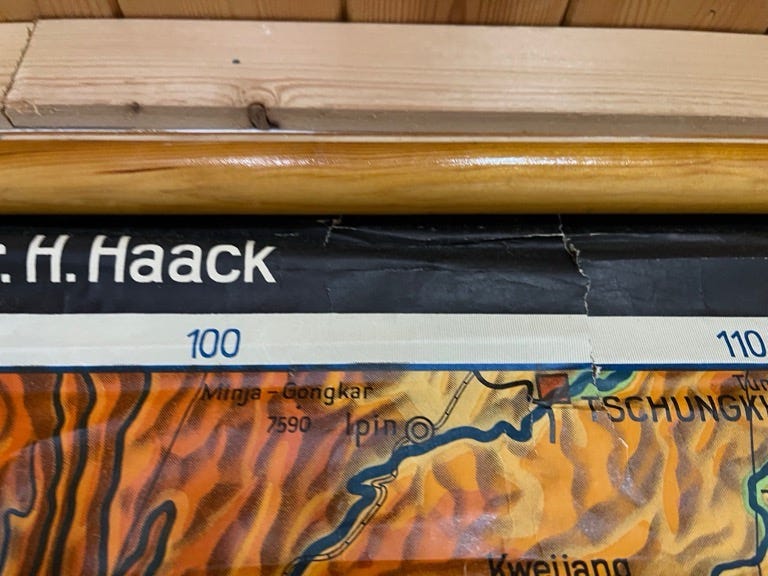 . H. Haack
100
110
Minja-Gongkar
7590
Ipin
TSCHUNGK
Kweijang